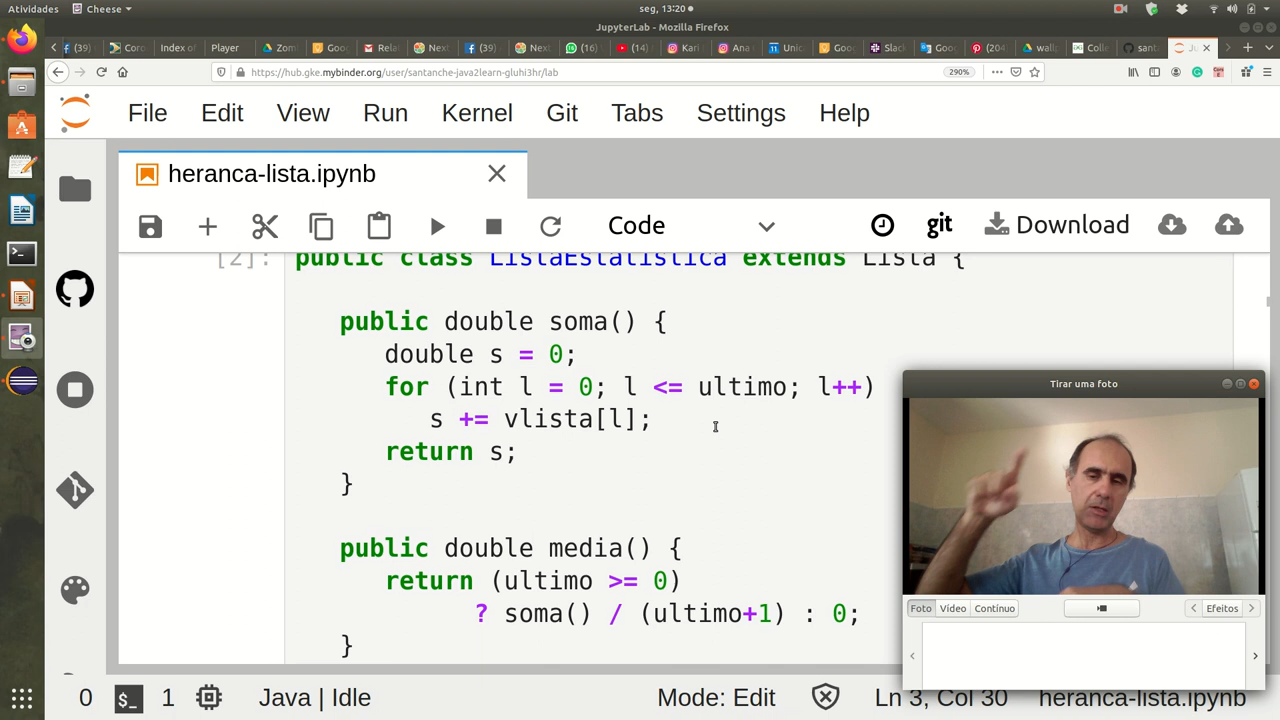 Atividades Cheese seg, 13:20
JupyterLab - Mozilla Firefox
(39) Coro Index of Player Zom Goo Rela Nex (39) Nex (16) (14) Kari Ana Unic Goo Slack Goo (204 wall Colle sant Ju
https://hub.gke.mybinder.org/user/santanche-java2learn-gluhi3hr/lab 290%
File Edit View Run Kernel Git Tabs Settings Help
heranca-lista.ipynb
Code git Download
[2]: public class ListaEstatistica extends Lista {
public double soma() {
double s = 0;
for (int l = 0; l <= ultimo; l++)
s += vlista[l];
return s;
}
public double media() {
return (ultimo >= 0)
? soma() / (ultimo+1) : 0;
}
Tirar uma foto
Foto Vídeo Contínuo Efeitos
0 $_ 1 Java | Idle Mode: Edit Ln 3, Col 30 heranca-lista.ipynb